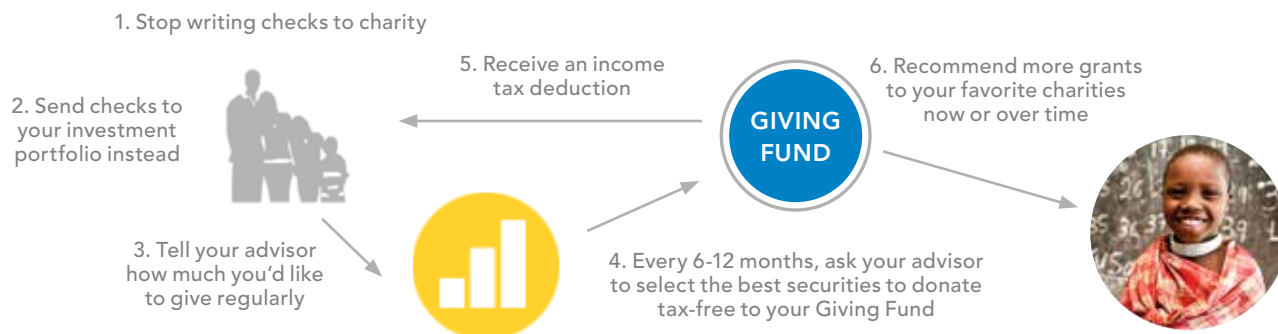 1. Stop writing checks to charity
2. Send checks to
your investment
portfolio instead
3. Tell your advisor
how much you’d like
to give regularly
4. Every 6-12 months, ask your advisor
to select the best securities to donate
tax-free to your Giving Fund
5. Receive an income
tax deduction
GIVING
FUND
6. Recommend more grants
to your favorite charities
now or over time